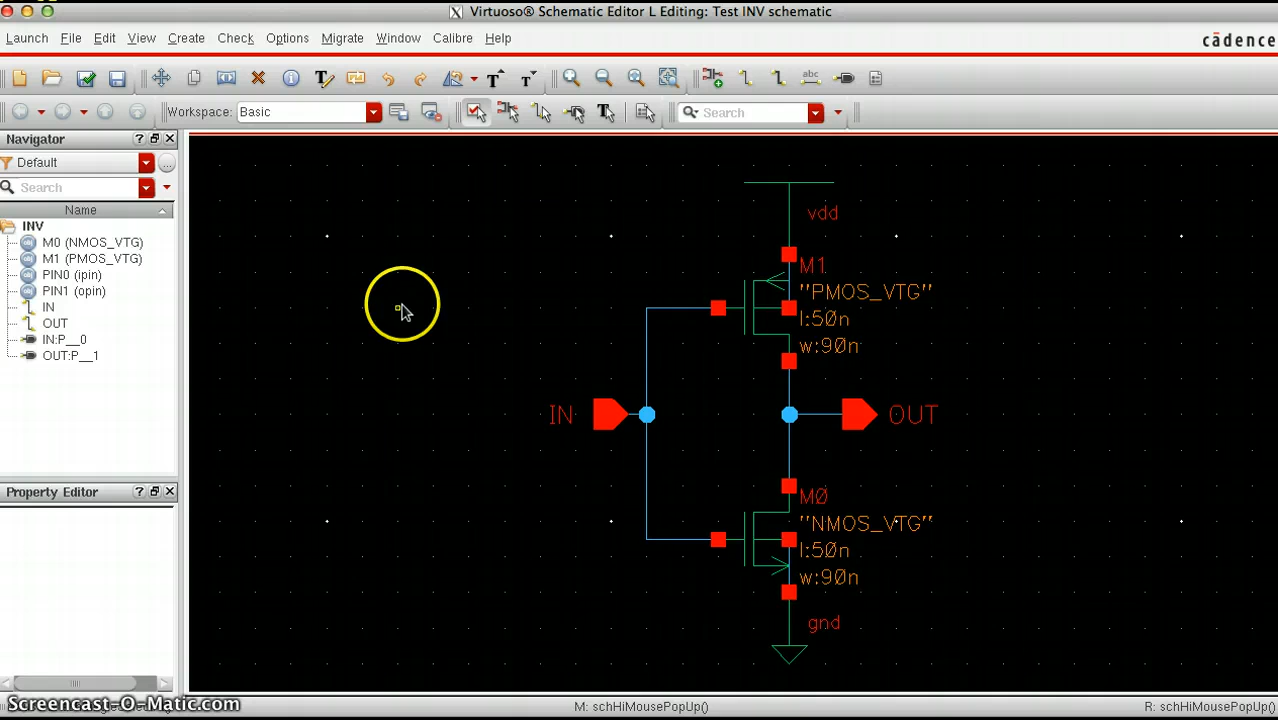 Virtuoso® Schematic Editor L Editing: Test INV schematic
Launch File Edit View Create Check Options Migrate Window Calibre Help
cādence
abc
Workspace: Basic
Search
Navigator
Default
Search
Name
INV
M0 (NMOS_VTG)
M1 (PMOS_VTG)
PIN0 (ipin)
PIN1 (opin)
IN
OUT
IN:P__0
OUT:P__1
Property Editor
vdd
M1
"PMOS_VTG"
l:50n
w:90n
IN
OUT
M0
"NMOS_VTG"
l:50n
w:90n
gnd
Screencast-O-Matic.com
M: schHiMousePopUp()
R: schHiMousePopUp()